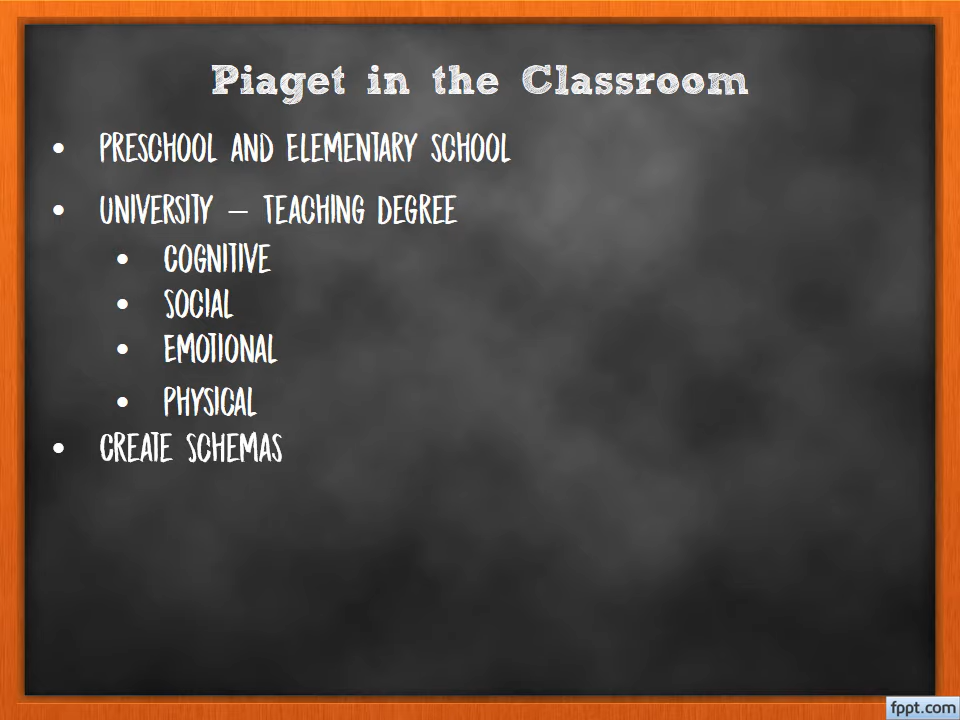 Piaget in the Classroom
• PRESCHOOL AND ELEMENTARY SCHOOL
• UNIVERSITY – TEACHING DEGREE
• COGNITIVE
• SOCIAL
• EMOTIONAL
• PHYSICAL
• CREATE SCHEMAS
fppt.com